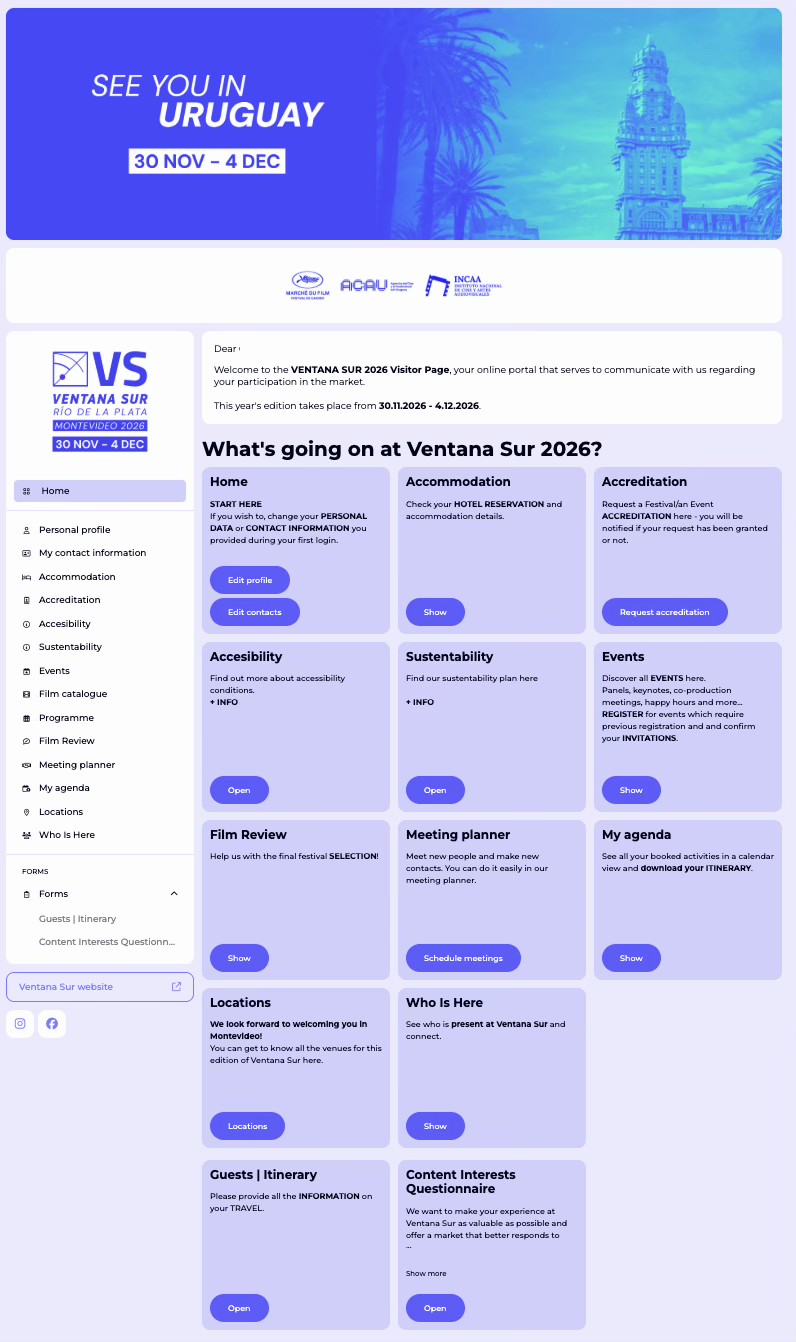 SEE YOU IN
URUGUAY
30 NOV – 4 DEC
MARCHÉ DU FILM
FESTIVAL DE CANNES
ACAU
INCAA
INSTITUTO NACIONAL
DE CINE Y ARTES
AUDIOVISUALES
VS
VENTANA SUR
RÍO DE LA PLATA
MONTEVIDEO 2026
30 NOV – 4 DEC
Home
Personal profile
My contact information
Accommodation
Accreditation
Accesibility
Sustentability
Events
Film catalogue
Programme
Film Review
Meeting planner
My agenda
Locations
Who Is Here
FORMS
Forms
Guests | Itinerary
Content Interests Questionn...
Ventana Sur website
Dear
Welcome to the VENTANA SUR 2026 Visitor Page, your online portal that serves to communicate with us regarding
your participation in the market.
This year's edition takes place from 30.11.2026 - 4.12.2026.
What's going on at Ventana Sur 2026?
Home
START HERE
If you wish to, change your PERSONAL
DATA or CONTACT INFORMATION you
provided during your first login.
Edit profile
Edit contacts
Accommodation
Check your HOTEL RESERVATION and
accommodation details.
Show
Accreditation
Request a Festival/an Event
ACCREDITATION here - you will be
notified if your request has been granted
or not.
Request accreditation
Accesibility
Find out more about accessibility
conditions.
+ INFO
Open
Sustentability
Find our sustentability plan here
+ INFO
Open
Events
Discover all EVENTS here.
Panels, keynotes, co-production
meetings, happy hours and more...
REGISTER for events which require
previous registration and and confirm
your INVITATIONS.
Show
Film Review
Help us with the final festival SELECTION!
Show
Meeting planner
Meet new people and make new
contacts. You can do it easily in our
meeting planner.
Schedule meetings
My agenda
See all your booked activities in a calendar
view and download your ITINERARY.
Show
Locations
We look forward to welcoming you in
Montevideo!
You can get to know all the venues for this
edition of Ventana Sur here.
Locations
Who Is Here
See who is present at Ventana Sur and
connect.
Show
Guests | Itinerary
Please provide all the INFORMATION on
your TRAVEL.
Open
Content Interests
Questionnaire
We want to make your experience at
Ventana Sur as valuable as possible and
offer a market that better responds to
...
Show more
Open